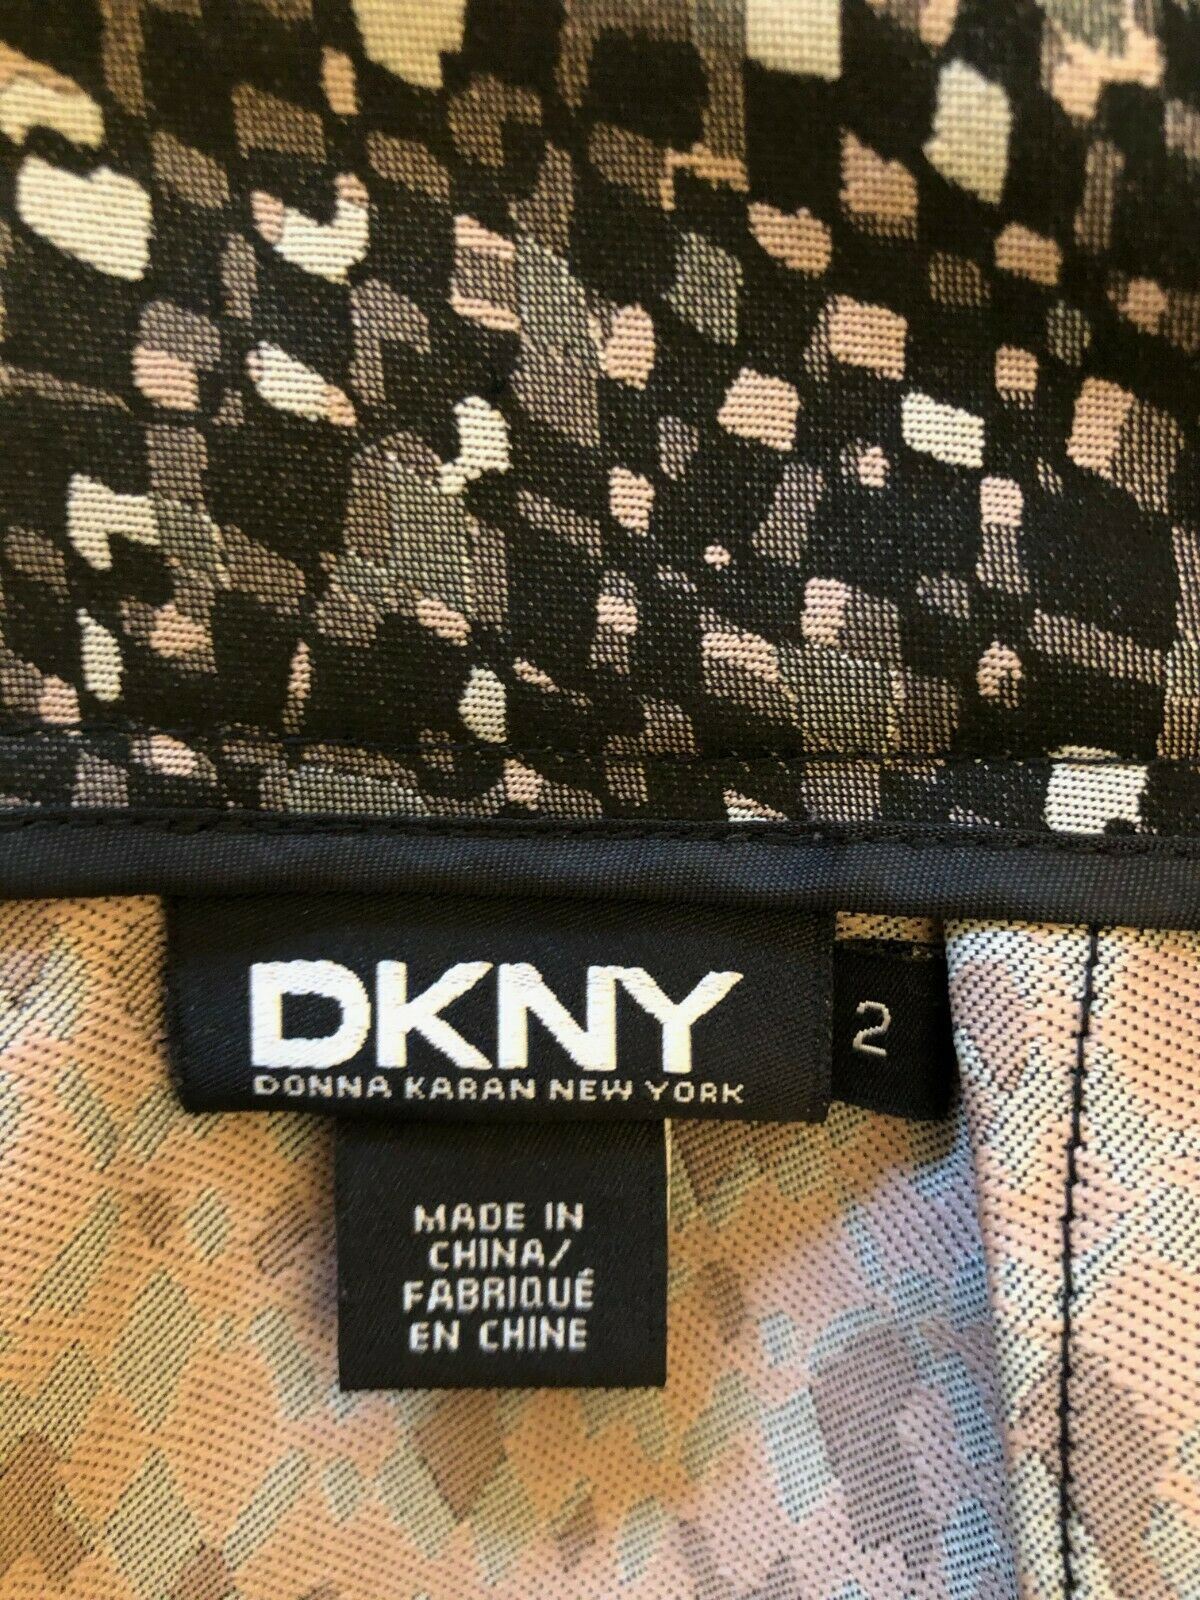 DKNY
DONNA KARAN NEW YORK
2
MADE IN
CHINA/
FABRIQUÉ
EN CHINE